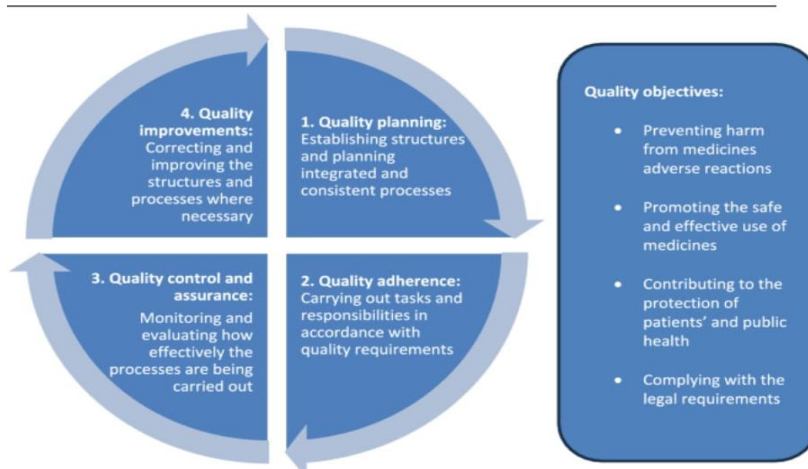 4. Quality
improvements:
Correcting and
improving the
structures and
processes where
necessary
1. Quality planning:
Establishing structures
and planning
integrated and
consistent processes
3. Quality control and
assurance:
Monitoring and
evaluating how
effectively the
processes are being
carried out
2. Quality adherence:
Carrying out tasks and
responsibilities in
accordance with
quality requirements
Quality objectives:
• Preventing harm
from medicines
adverse reactions
• Promoting the safe
and effective use of
medicines
• Contributing to the
protection of
patients’ and public
health
• Complying with the
legal requirements